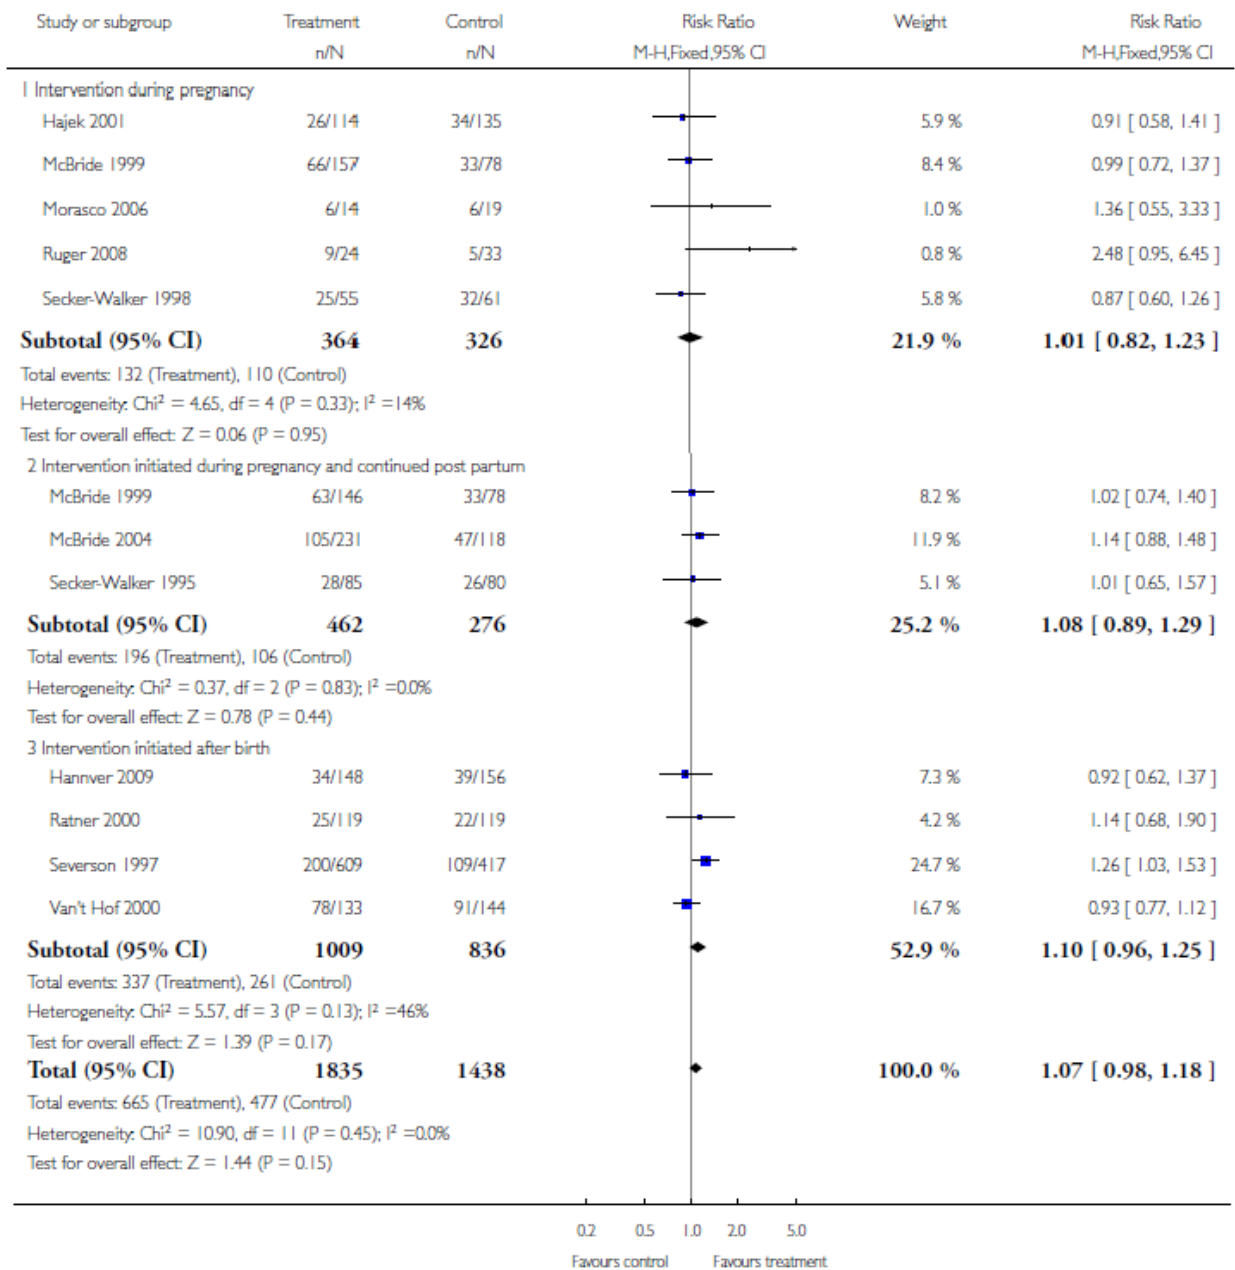 Study or subgroup Treatment Control Risk Ratio Weight Risk Ratio
n/N n/N M-H,Fixed,95% CI M-H,Fixed,95% CI
1 Intervention during pregnancy
Hajek 2001 26/114 34/135 5.9 % 0.91 [ 0.58, 1.41 ]
McBride 1999 66/157 33/78 8.4 % 0.99 [ 0.72, 1.37 ]
Morasco 2006 6/14 6/19 1.0 % 1.36 [ 0.55, 3.33 ]
Ruger 2008 9/24 5/33 0.8 % 2.48 [ 0.95, 6.45 ]
Secker-Walker 1998 25/55 32/61 5.8 % 0.87 [ 0.60, 1.26 ]
Subtotal (95% CI) 364 326 21.9 % 1.01 [ 0.82, 1.23 ]
Total events: 132 (Treatment), 110 (Control)
Heterogeneity: Chi² = 4.65, df = 4 (P = 0.33); I² =14%
Test for overall effect: Z = 0.06 (P = 0.95)
2 Intervention initiated during pregnancy and continued post partum
McBride 1999 63/146 33/78 8.2 % 1.02 [ 0.74, 1.40 ]
McBride 2004 105/231 47/118 11.9 % 1.14 [ 0.88, 1.48 ]
Secker-Walker 1995 28/85 26/80 5.1 % 1.01 [ 0.65, 1.57 ]
Subtotal (95% CI) 462 276 25.2 % 1.08 [ 0.89, 1.29 ]
Total events: 196 (Treatment), 106 (Control)
Heterogeneity: Chi² = 0.37, df = 2 (P = 0.83); I² =0.0%
Test for overall effect: Z = 0.78 (P = 0.44)
3 Intervention initiated after birth
Hannver 2009 34/148 39/156 7.3 % 0.92 [ 0.62, 1.37 ]
Ratner 2000 25/119 22/119 4.2 % 1.14 [ 0.68, 1.90 ]
Severson 1997 200/609 109/417 24.7 % 1.26 [ 1.03, 1.53 ]
Van't Hof 2000 78/133 91/144 16.7 % 0.93 [ 0.77, 1.12 ]
Subtotal (95% CI) 1009 836 52.9 % 1.10 [ 0.96, 1.25 ]
Total events: 337 (Treatment), 261 (Control)
Heterogeneity: Chi² = 5.57, df = 3 (P = 0.13); I² =46%
Test for overall effect: Z = 1.39 (P = 0.17)
Total (95% CI) 1835 1438 100.0 % 1.07 [ 0.98, 1.18 ]
Total events: 665 (Treatment), 477 (Control)
Heterogeneity: Chi² = 10.90, df = 11 (P = 0.45); I² =0.0%
Test for overall effect: Z = 1.44 (P = 0.15)
0.2 0.5 1.0 2.0 5.0
Favours control Favours treatment